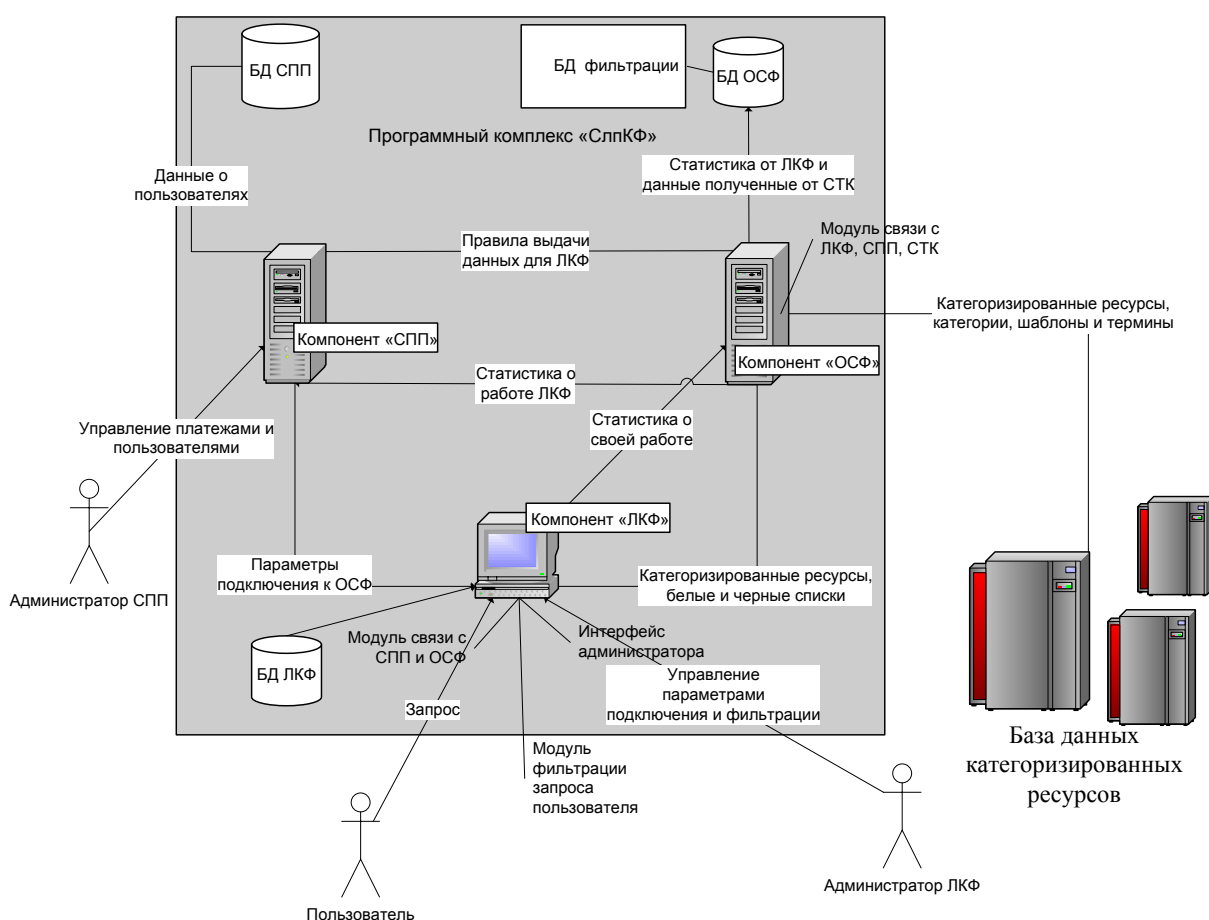 БД СПП
БД фильтрации
БД ОСФ
Программный комплекс «СлпКФ»
Данные о
пользователях
Статистика от ЛКФ и
данные полученные от СТК
Правила выдачи
данных для ЛКФ
Модуль связи с
ЛКФ, СПП, СТК
Категоризированные ресурсы,
категории, шаблоны и термины
Компонент «СПП»
Компонент «ОСФ»
Статистика о
работе ЛКФ
Управление платежами и
пользователями
Статистика о
своей работе
Компонент «ЛКФ»
Администратор СПП
Параметры
подключения к ОСФ
Категоризированные ресурсы,
белые и черные списки
БД ЛКФ
Модуль связи с
СПП и ОСФ
Интерфейс
администратора
Управление
параметрами
подключения и фильтрации
Запрос
База данных
категоризированных
ресурсов
Модуль
фильтрации
запроса
пользователя
Администратор ЛКФ
Пользователь